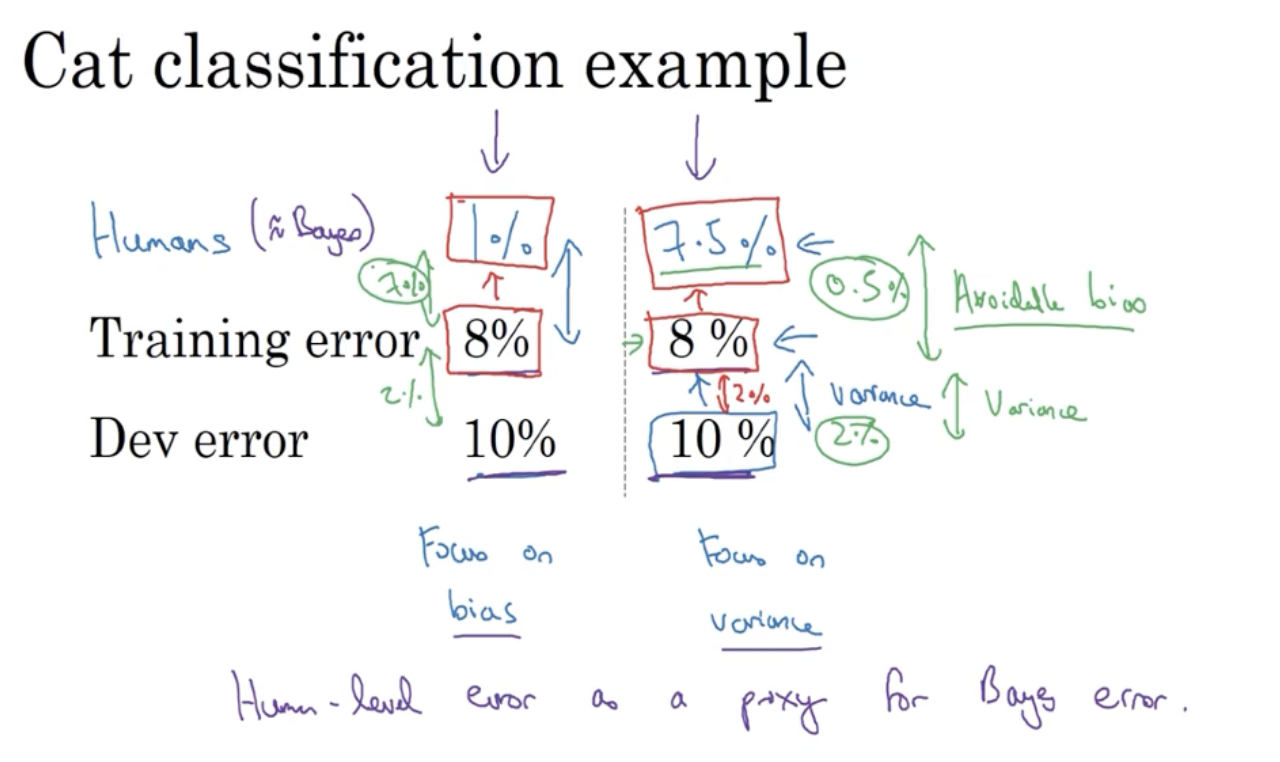 Cat classification example
Humans (≈ Bayes) 1% 7.5%
7% 0.5% Avoidable bias
Training error 8% 8 %
2% 2% Variance Variance
Dev error 10% 10 % 2%
Focus on Focus on
bias variance
Human-level error as a proxy for Bayes error.